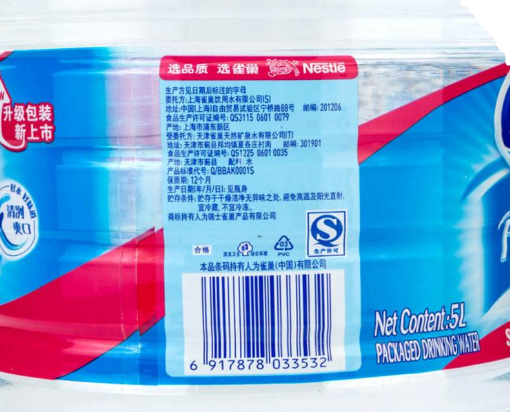 升级包装
新上市
清洌
爽口
选品质 选雀巢 Nestle
生产方见日期后标注的字母
委托方:上海雀巢饮用水有限公司(S)
地址:中国(上海)自由贸易试验区宁桥路88号 邮编:201206
食品生产许可证编号:QS3115 0601 0079
产地:上海市浦东新区
受委托方:天津雀巢天然矿泉水有限公司(T)
地址:天津市蓟县邦均镇夏各庄村南 邮编:301901
食品生产许可证编号:QS1225 0601 0035
产地:天津市蓟县 配料:水
产品标准代号:Q/BBAK0001S
保质期:12个月
生产日期(年/月/日):见瓶身
贮存条件:贮存于干燥洁净无异味之处,避免高温及阳光直射,
宜冷藏,不宜冷冻。
商标持有人为瑞士雀巢产品有限公司
生产许可
合格
03
PVC
本品条码持有人为雀巢(中国)有限公司
6 917878 033532
Net Content:5L
PACKAGED DRINKING WATER